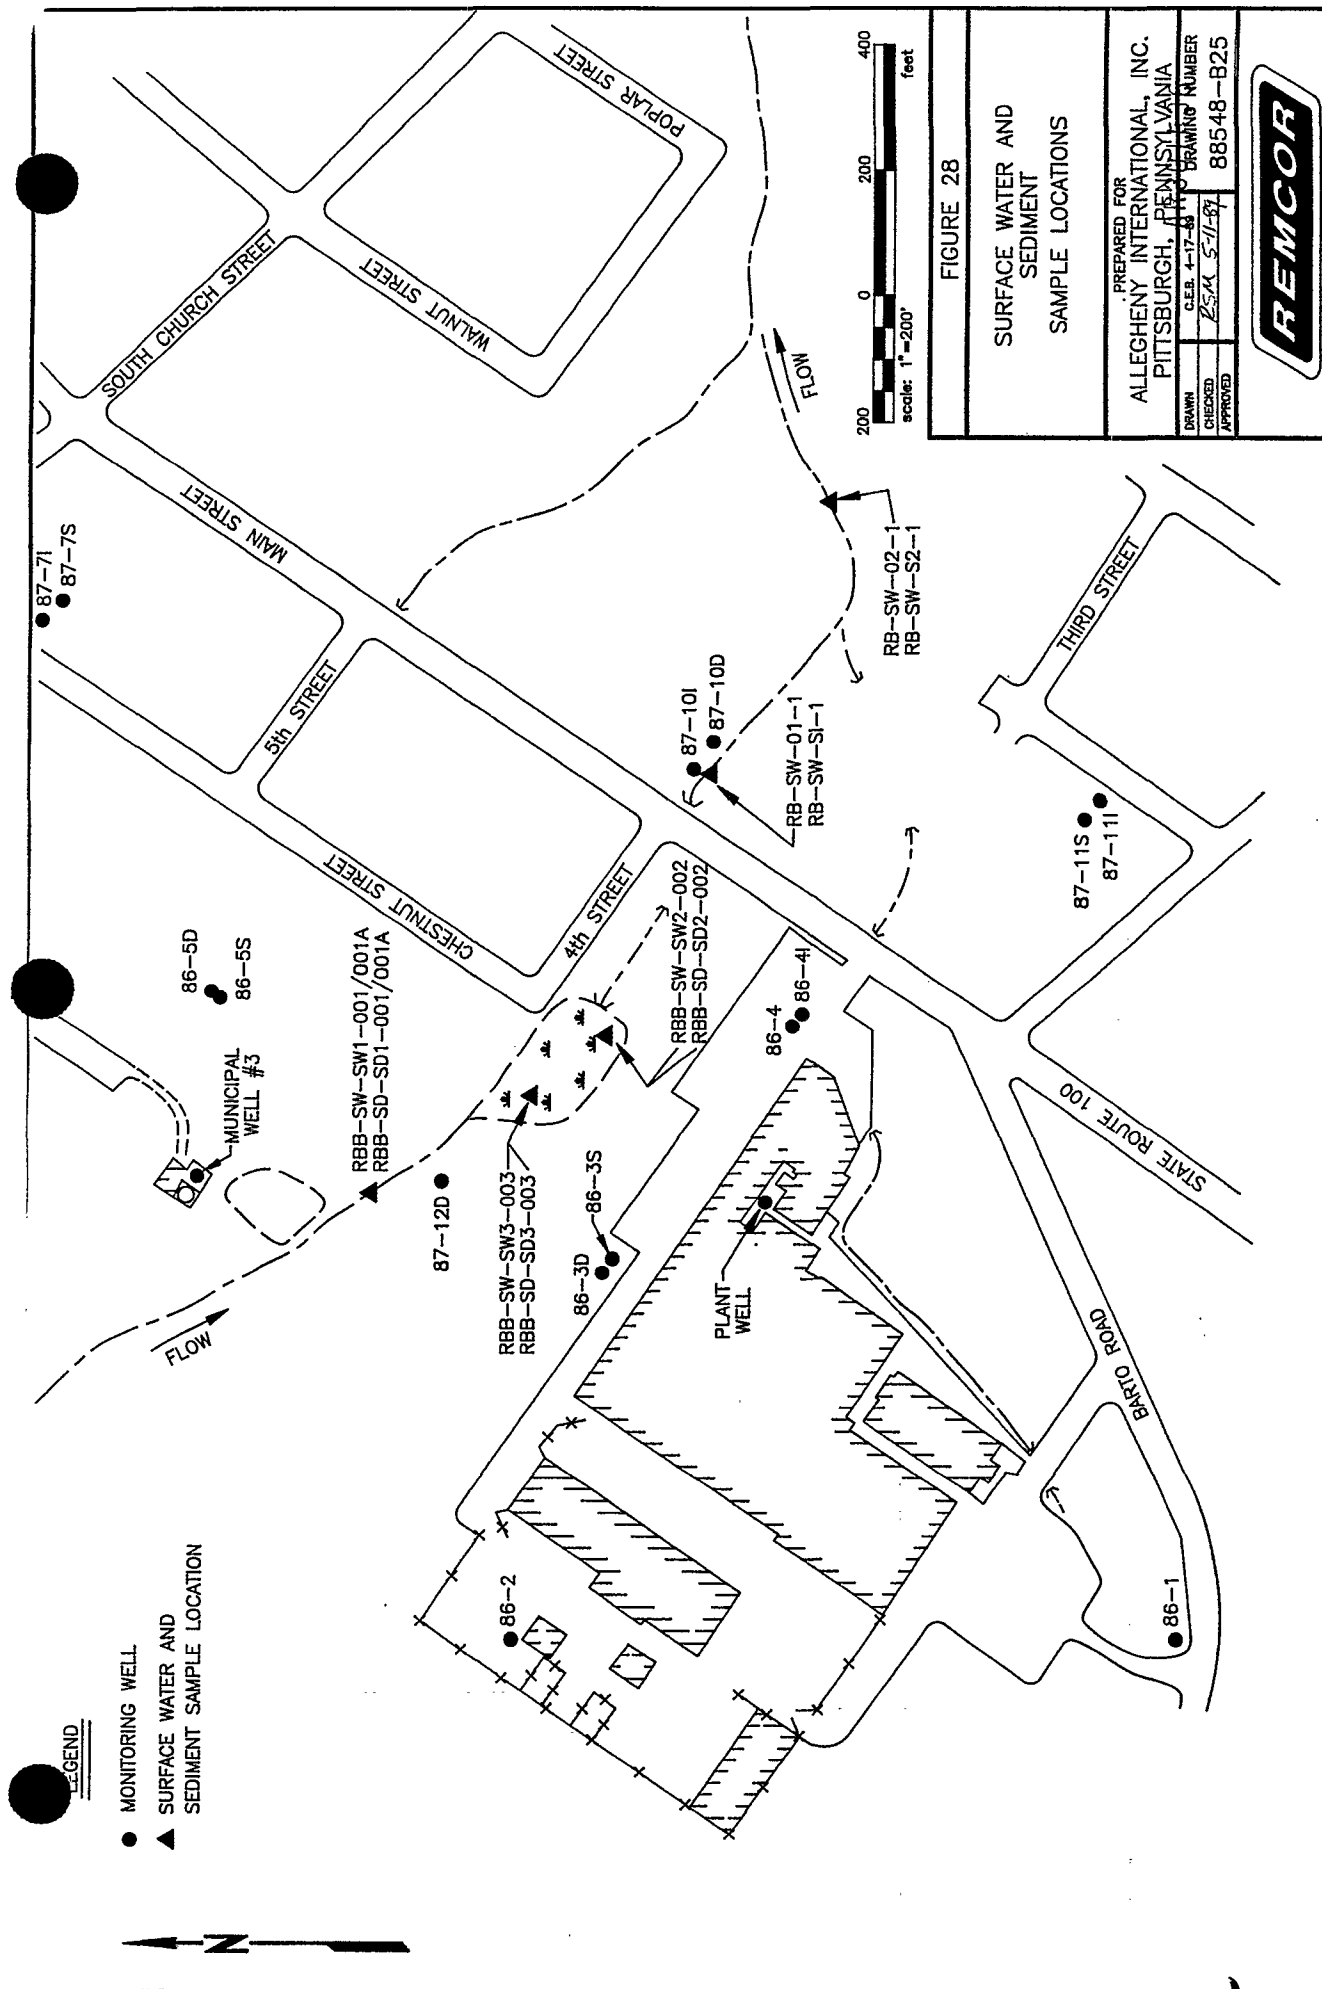 LEGEND
MONITORING WELL
SURFACE WATER AND
SEDIMENT SAMPLE LOCATION
N
FLOW
MUNICIPAL
WELL #3
86-5D
86-5S
87-7I
87-7S
RBB-SW-SW1-001/001A
RBB-SD-SD1-001/001A
87-12D
RBB-SW-SW3-003
RBB-SD-SD3-003
86-3D
86-3S
RBB-SW-SW2-002
RBB-SD-SD2-002
86-2
PLANT
WELL
86-4
86-4I
86-1
87-10I
87-10D
RB-SW-01-1
RB-SW-SI-1
RB-SW-02-1
RB-SW-S2-1
FLOW
87-11S
87-11I
SOUTH CHURCH STREET
MAIN STREET
WALNUT STREET
POPLAR STREET
5th STREET
CHESTNUT STREET
4th STREET
THIRD STREET
STATE ROUTE 100
BARTO ROAD
200 0 200 400
scale: 1"=200' feet
FIGURE 28
SURFACE WATER AND
SEDIMENT
SAMPLE LOCATIONS
PREPARED FOR
ALLEGHENY INTERNATIONAL, INC.
PITTSBURGH, PENNSYLVANIA
DRAWN C.E.B. 4-17-89
CHECKED RSM 5-11-89
APPROVED
DRAWING NUMBER
88548-B25
REMCOR